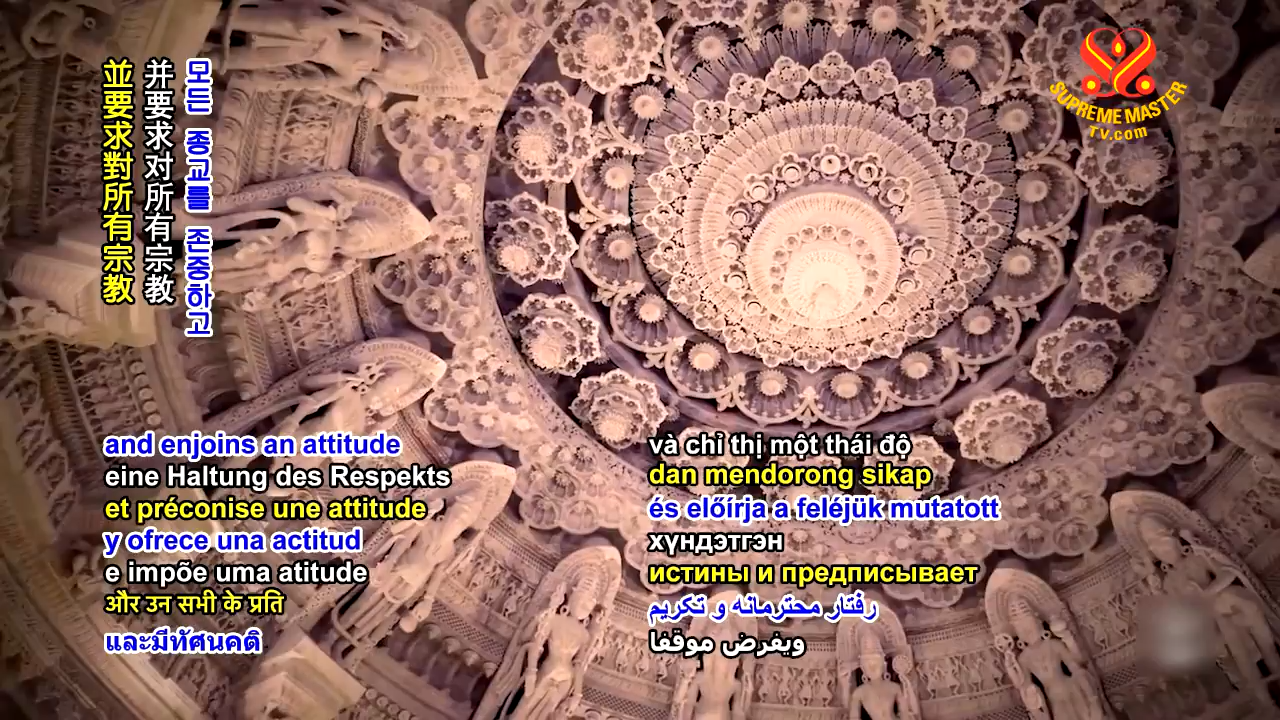 並要求對所有宗教
并要求对所有宗教
모든 종교를 존중하고
SUPREME MASTER
TV.com
and enjoins an attitude
eine Haltung des Respekts
et préconise une attitude
y ofrece una actitud
e impõe uma atitude
और उन सभी के प्रति
และมีทัศนคติ
và chỉ thị một thái độ
dan mendorong sikap
és előírja a feléjük mutatott
хүндэтгэн
истины и предписывает
رفتار محترمانه و تکریم
ويفرض موقفا